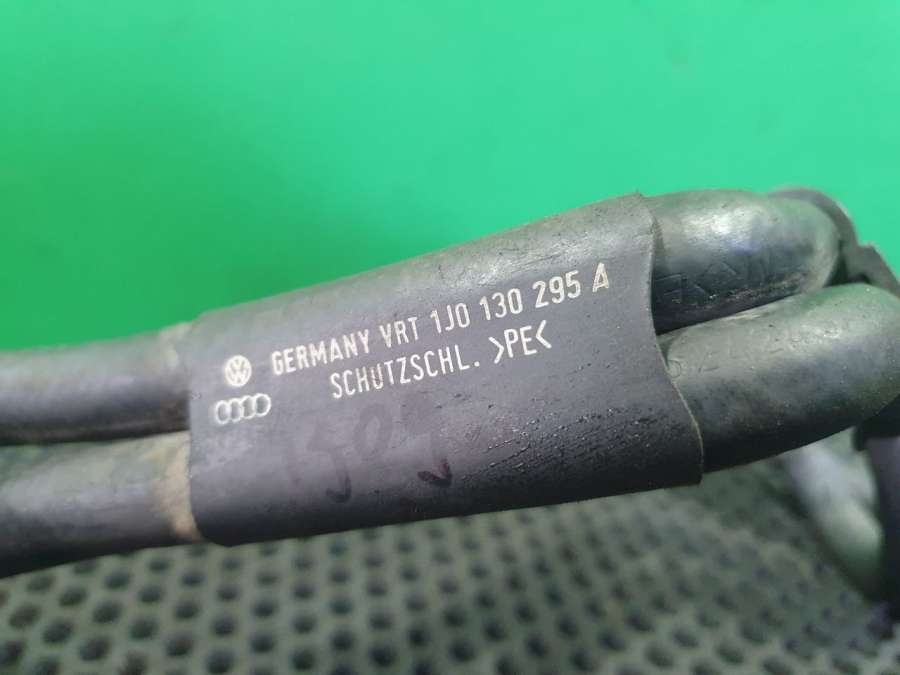 GERMANY VRT 1J0 130 295 A
SCHUTZSCHL. >PE<